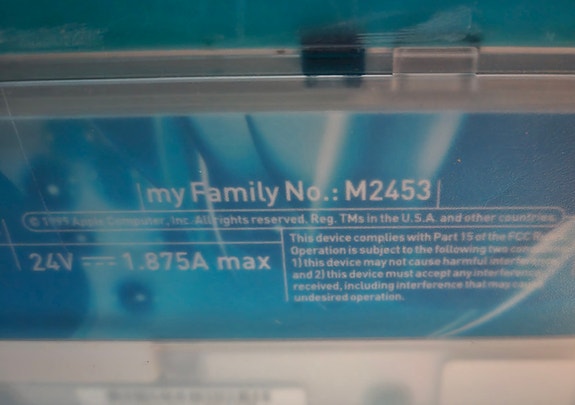 my Family No.: M2453
© 1999 Apple Computer, Inc. All rights reserved. Reg. TMs in the U.S.A. and other countries.
24V ⎓ 1.875A max
This device complies with Part 15 of the FCC
Operation is subject to the following two
1) this device may not cause harmful
and 2) this device must accept any
received, including interference that may
undesired operation.